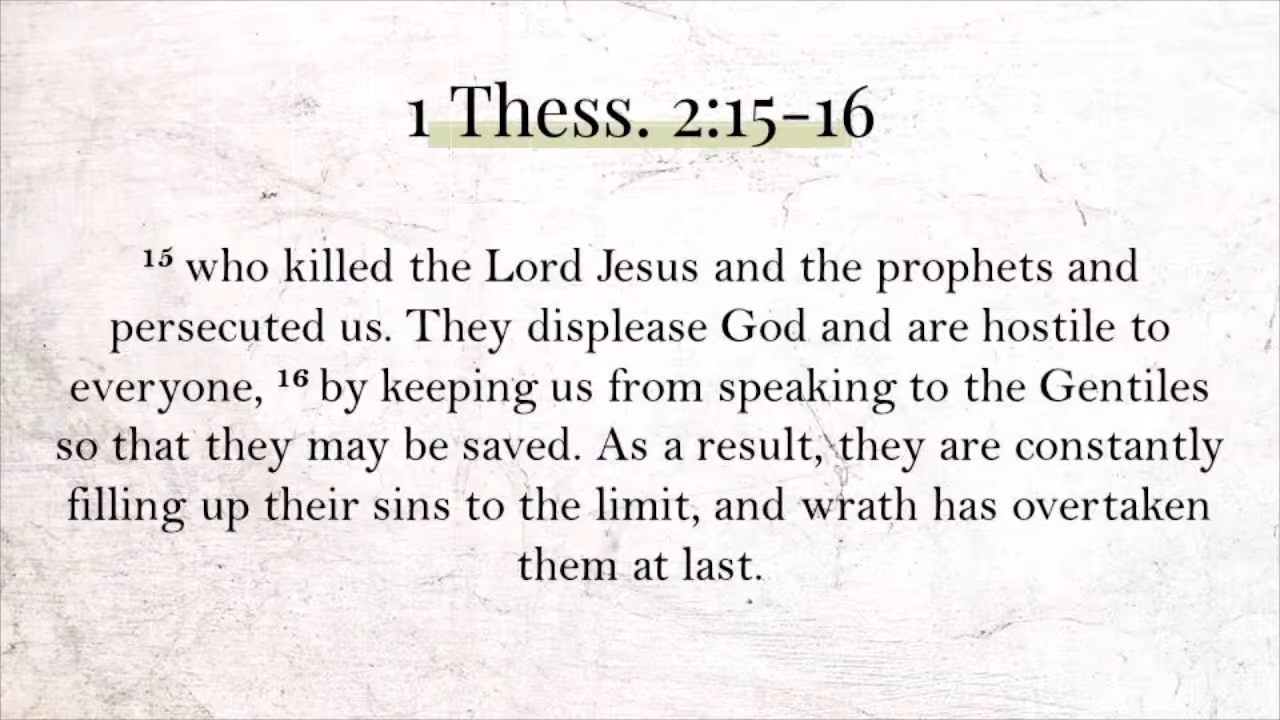 1 Thess. 2:15-16
¹⁵ who killed the Lord Jesus and the prophets and
persecuted us. They displease God and are hostile to
everyone, ¹⁶ by keeping us from speaking to the Gentiles
so that they may be saved. As a result, they are constantly
filling up their sins to the limit, and wrath has overtaken
them at last.